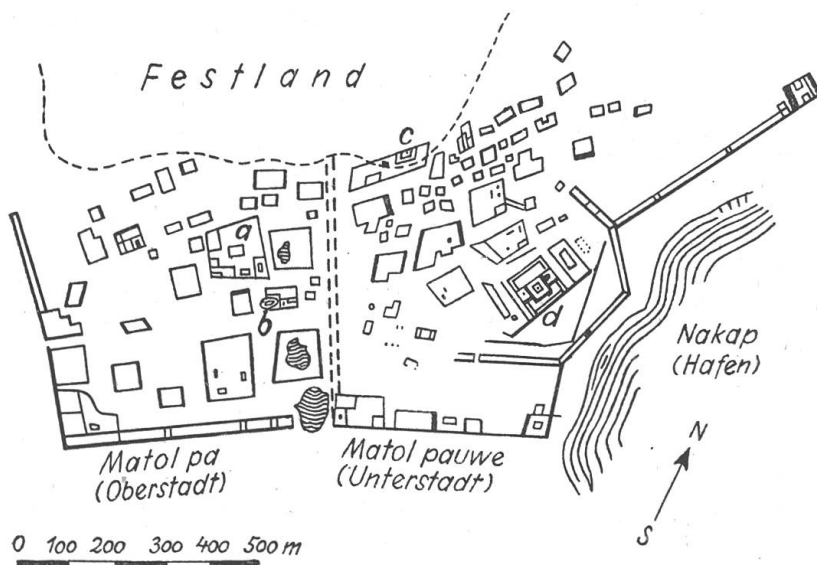 Festland
c
a
b
d
Nakap
(Hafen)
Matol pa
(Oberstadt)
Matol pauwe
(Unterstadt)
N
S
0 100 200 300 400 500 m